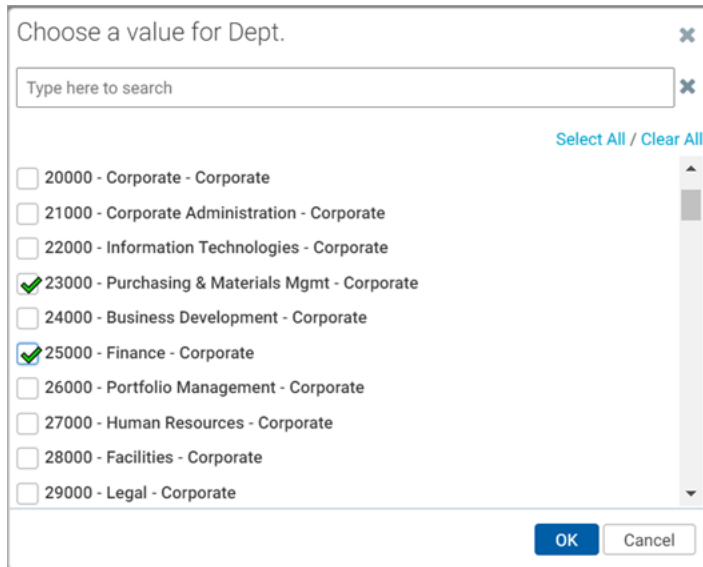 Choose a value for Dept.
Type here to search
Select All / Clear All
20000 - Corporate - Corporate
21000 - Corporate Administration - Corporate
22000 - Information Technologies - Corporate
23000 - Purchasing & Materials Mgmt - Corporate
24000 - Business Development - Corporate
25000 - Finance - Corporate
26000 - Portfolio Management - Corporate
27000 - Human Resources - Corporate
28000 - Facilities - Corporate
29000 - Legal - Corporate
OK Cancel